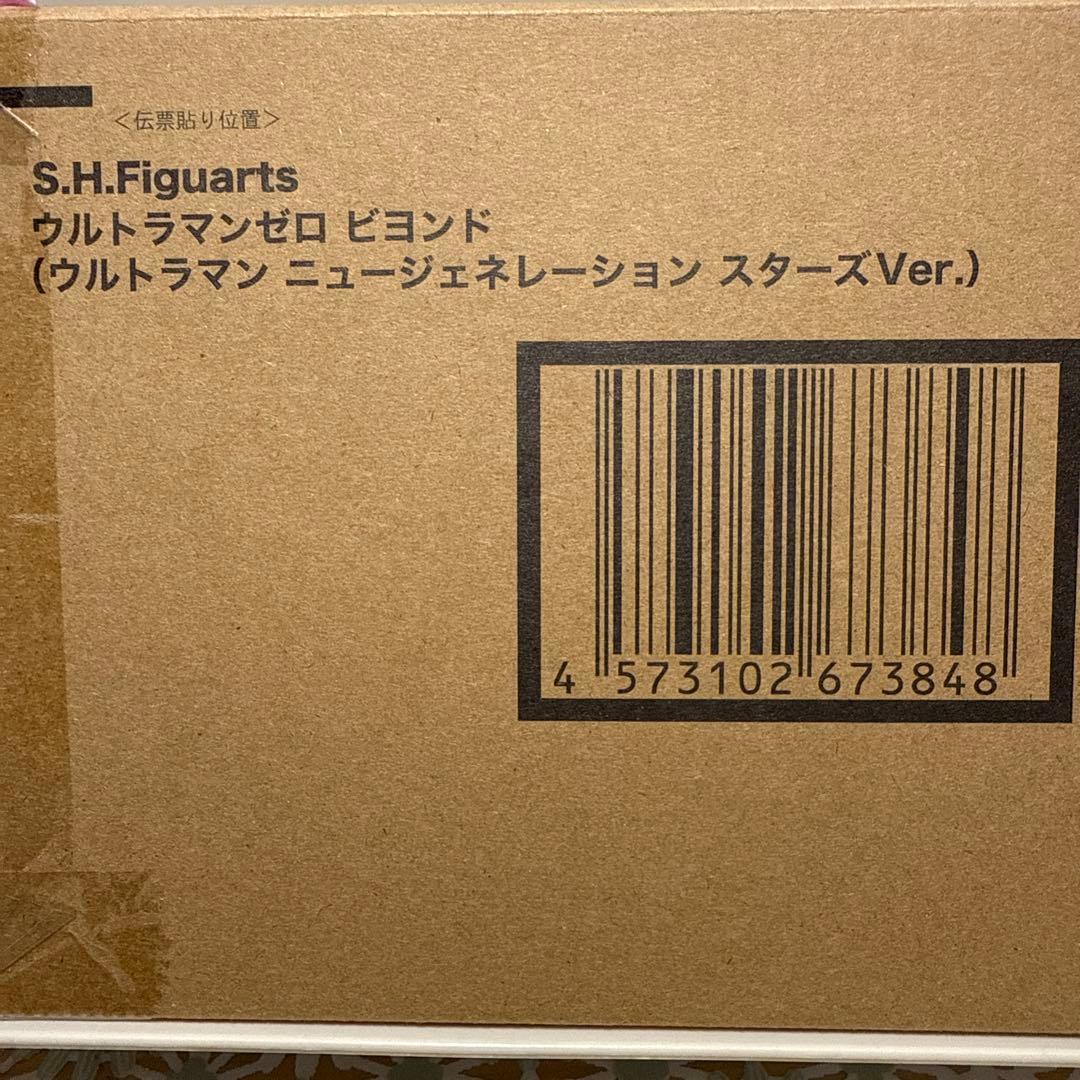 <伝票貼り位置>
S.H.Figuarts
ウルトラマンゼロ ビヨンド
(ウルトラマン ニュージェネレーション スターズVer.)
4 573102 673848